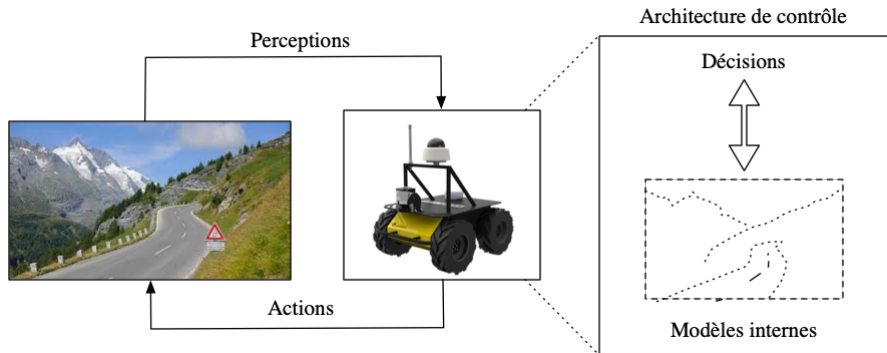 Architecture de contrôle
Perceptions
Décisions
Actions
Modèles internes